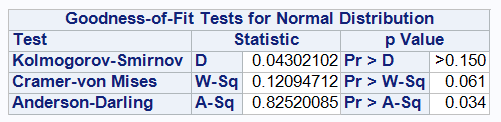 Goodness-of-Fit Tests for Normal Distribution
Test Statistic p Value
Kolmogorov-Smirnov D 0.04302102 Pr > D >0.150
Cramer-von Mises W-Sq 0.12094712 Pr > W-Sq 0.061
Anderson-Darling A-Sq 0.82520085 Pr > A-Sq 0.034